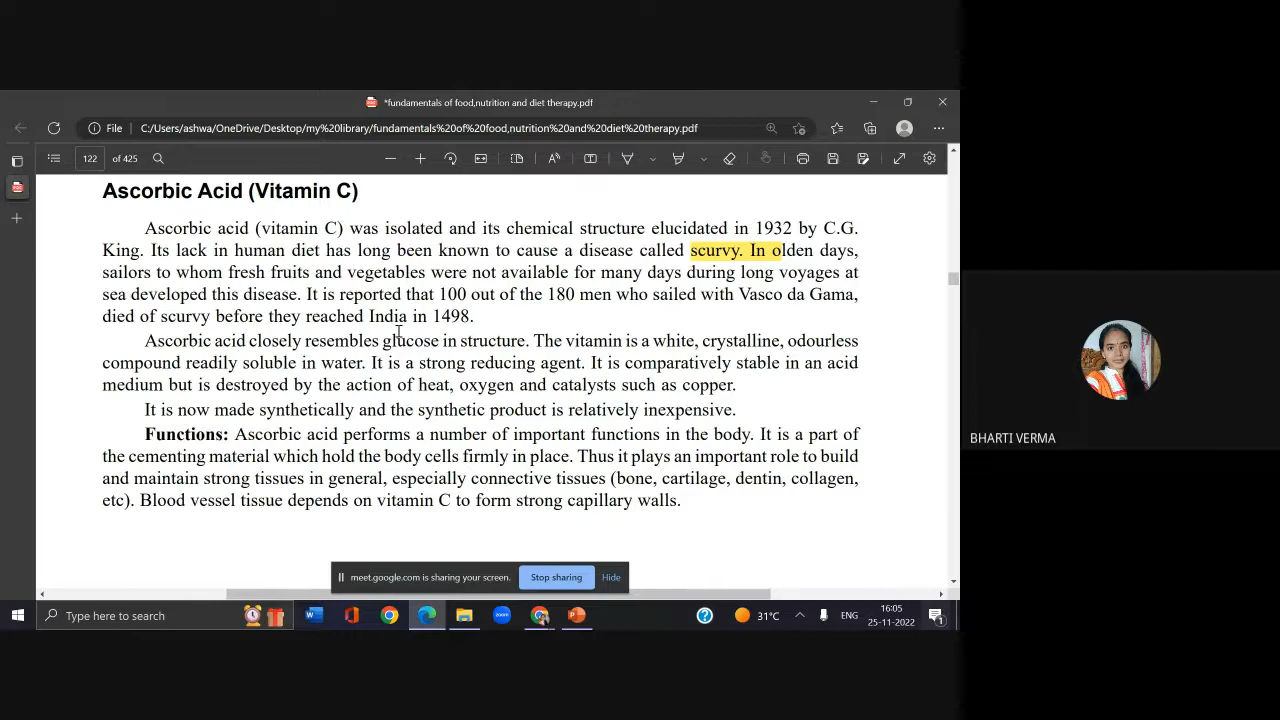 *fundamentals of food,nutrition and diet therapy.pdf
File C:/Users/ashwa/OneDrive/Desktop/my%20library/fundamentals%20of%20food,nutrition%20and%20diet%20therapy.pdf
122 of 425
Ascorbic Acid (Vitamin C)
Ascorbic acid (vitamin C) was isolated and its chemical structure elucidated in 1932 by C.G.
King. Its lack in human diet has long been known to cause a disease called scurvy. In olden days,
sailors to whom fresh fruits and vegetables were not available for many days during long voyages at
sea developed this disease. It is reported that 100 out of the 180 men who sailed with Vasco da Gama,
died of scurvy before they reached India in 1498.
Ascorbic acid closely resembles glucose in structure. The vitamin is a white, crystalline, odourless
compound readily soluble in water. It is a strong reducing agent. It is comparatively stable in an acid
medium but is destroyed by the action of heat, oxygen and catalysts such as copper.
It is now made synthetically and the synthetic product is relatively inexpensive.
Functions: Ascorbic acid performs a number of important functions in the body. It is a part of
the cementing material which hold the body cells firmly in place. Thus it plays an important role to build
and maintain strong tissues in general, especially connective tissues (bone, cartilage, dentin, collagen,
etc). Blood vessel tissue depends on vitamin C to form strong capillary walls.
BHARTI VERMA
meet.google.com is sharing your screen. Stop sharing Hide
Type here to search
31°C ENG 16:05
25-11-2022